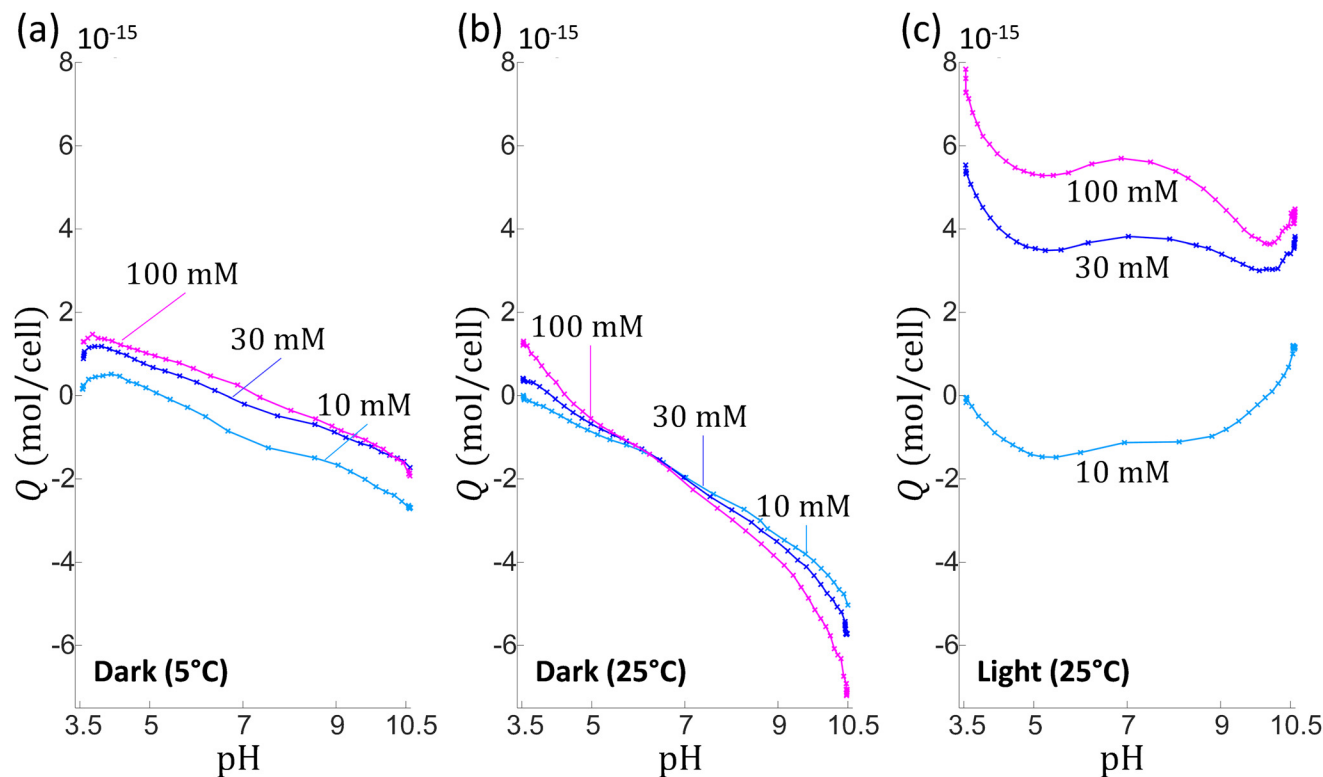 (a)
10-15
8
6
4
2
0
-2
-4
-6
Q (mol/cell)
100 mM
30 mM
10 mM
Dark (5°C)
3.5 5 7 9 10.5
pH
(b)
10-15
8
6
4
2
0
-2
-4
-6
Q (mol/cell)
100 mM
30 mM
10 mM
Dark (25°C)
3.5 5 7 9 10.5
pH
(c)
10-15
8
6
4
2
0
-2
-4
-6
Q (mol/cell)
100 mM
30 mM
10 mM
Light (25°C)
3.5 5 7 9 10.5
pH